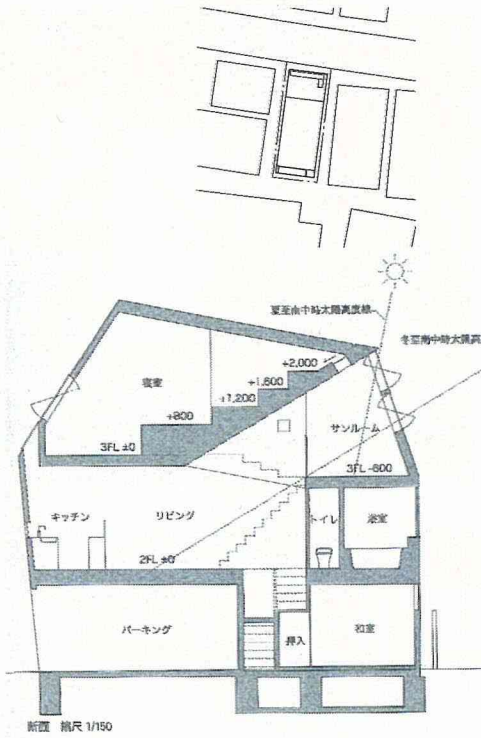 夏至南中時太陽高度線
冬至南中時太陽高
+2,000
+1,600
+1,200
+800
寝室
サンルーム
3FL ±0
3FL -600
キッチン
リビング
トイレ
浴室
2FL ±0
パーキング
押入
和室
断面 縮尺 1/150